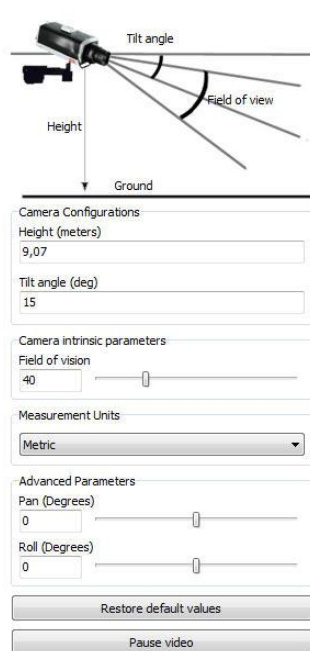 Tilt angle
Field of view
Height
Ground
Camera Configurations
Height (meters)
9,07
Tilt angle (deg)
15
Camera intrinsic parameters
Field of vision
40
Measurement Units
Metric
Advanced Parameters
Pan (Degrees)
0
Roll (Degrees)
0
Restore default values
Pause video